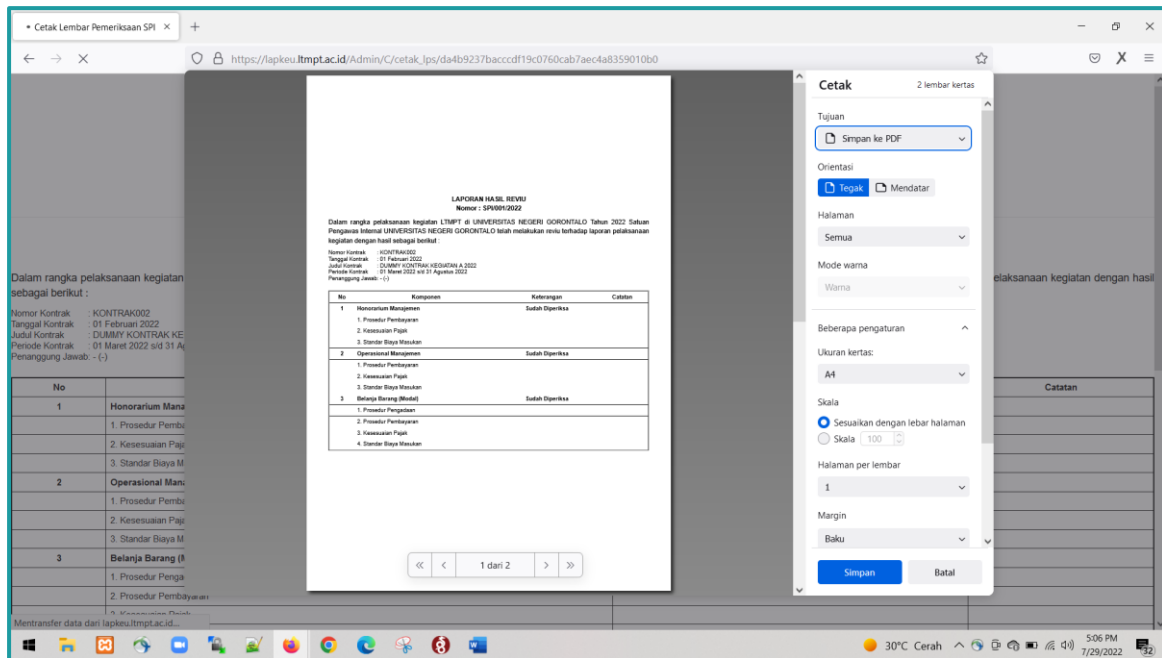 Cetak Lembar Pemeriksaan SPI
https://lapkeu.ltmpt.ac.id/Admin/C/cetak_lps/da4b9237bacccdf19c0760cab7aec4a8359010b0
LAPORAN HASIL REVIU
Nomor : SPI/001/2022
Dalam rangka pelaksanaan kegiatan LTMPT di UNIVERSITAS NEGERI GORONTALO Tahun 2022 Satuan
Pengawas Internal UNIVERSITAS NEGERI GORONTALO telah melakukan reviu terhadap laporan pelaksanaan
kegiatan dengan hasil sebagai berikut :
Nomor Kontrak : KONTRAK002
Tanggal Kontrak : 01 Februari 2022
Judul Kontrak : DUMMY KONTRAK KEGIATAN A 2022
Periode Kontrak : 01 Maret 2022 s/d 31 Agustus 2022
Penanggung Jawab: - (-)
No Komponen Keterangan Catatan
1 Honorarium Manajemen Sudah Diperiksa
1. Prosedur Pembayaran
2. Kesesuaian Pajak
3. Standar Biaya Masukan
2 Operasional Manajemen Sudah Diperiksa
1. Prosedur Pembayaran
2. Kesesuaian Pajak
3. Standar Biaya Masukan
3 Belanja Barang (Modal) Sudah Diperiksa
1. Prosedur Pengadaan
2. Prosedur Pembayaran
3. Kesesuaian Pajak
4. Standar Biaya Masukan
1 dari 2
Cetak 2 lembar kertas
Tujuan
Simpan ke PDF
Orientasi
Tegak Mendatar
Halaman
Semua
Mode warna
Warna
Beberapa pengaturan
Ukuran kertas:
A4
Skala
Sesuaikan dengan lebar halaman
Skala 100
Halaman per lembar
1
Margin
Baku
Simpan Batal
Dalam rangka pelaksanaan kegiatan
elaksanaan kegiatan dengan hasil
sebagai berikut :
Nomor Kontrak : KONTRAK002
Tanggal Kontrak : 01 Februari 2022
Judul Kontrak : DUMMY KONTRAK KE
Periode Kontrak : 01 Maret 2022 s/d 31 A
Penanggung Jawab: - (-)
No Catatan
1 Honorarium Mana
1. Prosedur Pemba
2. Kesesuaian Paja
3. Standar Biaya M
2 Operasional Mana
1. Prosedur Pemba
2. Kesesuaian Paja
3. Standar Biaya M
3 Belanja Barang (M
1. Prosedur Penga
2. Prosedur Pembayaran
Mentransfer data dari lapkeu.ltmpt.ac.id...
30°C Cerah
5:06 PM
7/29/2022
32